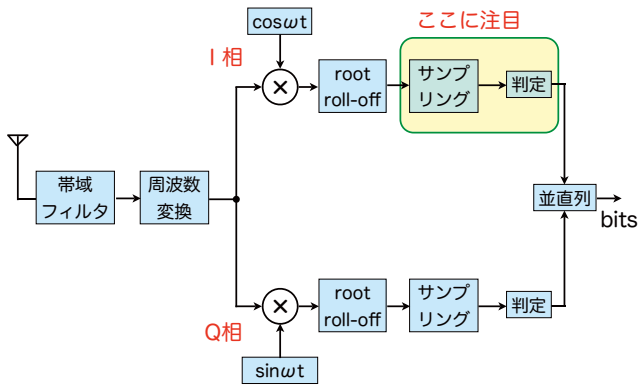 cosωt
ここに注目
I 相
×
root
roll-off
サンプ
リング
判定
帯域
フィルタ
周波数
変換
並直列
bits
root
roll-off
サンプ
リング
判定
×
Q相
sinωt